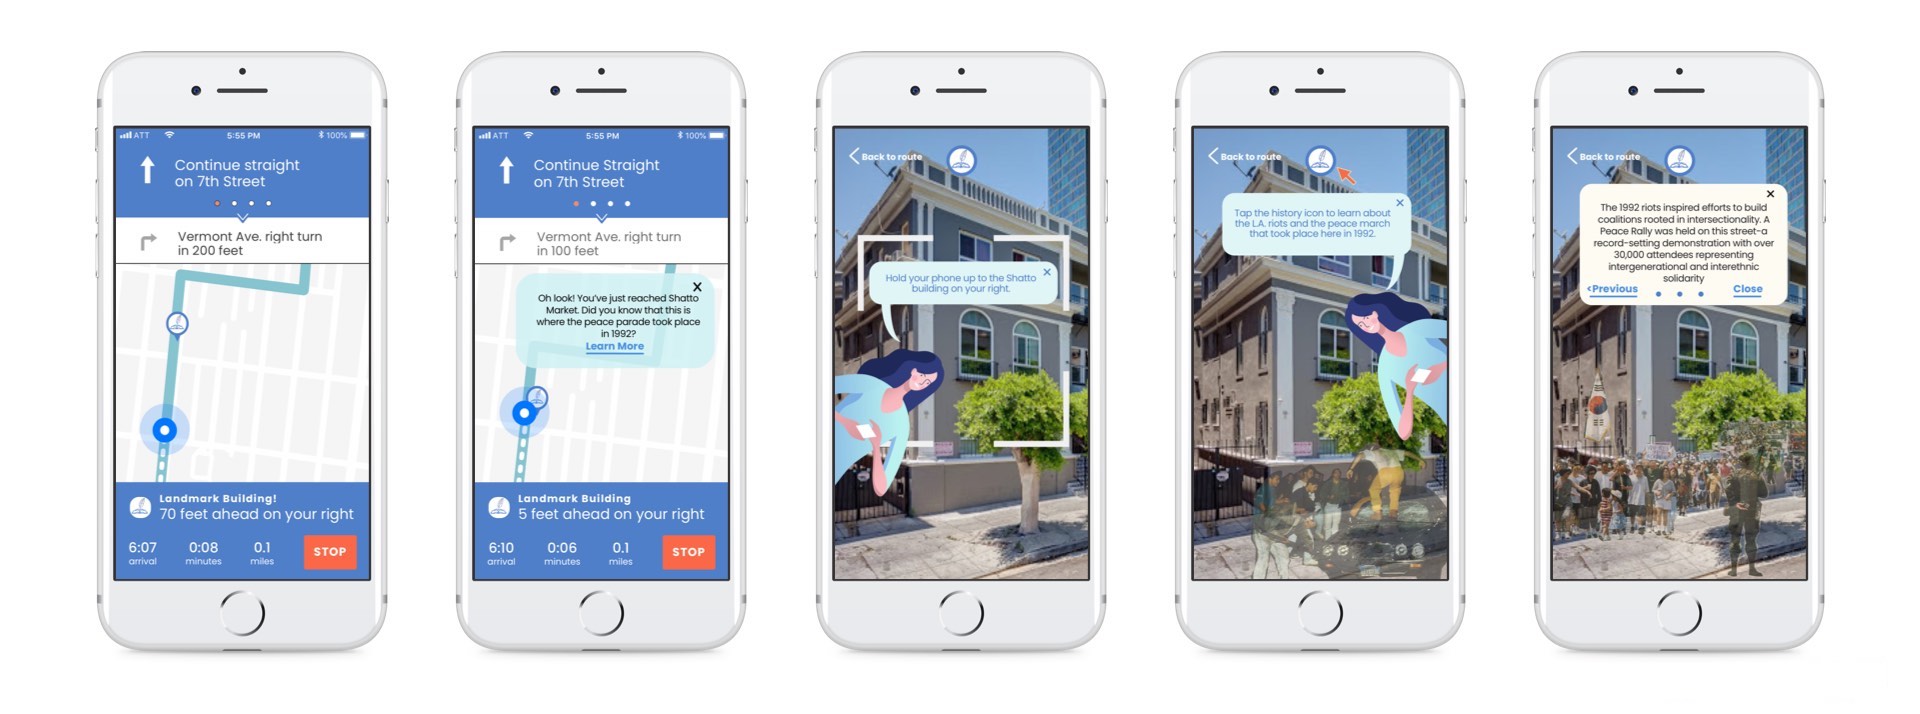 ATT
5:55 PM
100%
Continue straight
on 7th Street
Vermont Ave. right turn
in 200 feet
Landmark Building!
70 feet ahead on your right
6:07
arrival
0:08
minutes
0.1
miles
STOP
ATT
5:55 PM
100%
Continue Straight
on 7th Street
Vermont Ave. right turn
in 100 feet
X
Oh look! You've just reached Shatto
Market. Did you know that this is
where the peace parade took place
in 1992?
Learn More
Landmark Building
5 feet ahead on your right
6:10
arrival
0:06
minutes
0.1
miles
STOP
Back to route
Hold your phone up to the Shatto
building on your right.
Back to route
Tap the history icon to learn about
the L.A. riots and the peace march
that took place here in 1992.
Back to route
The 1992 riots inspired efforts to build
coalitions rooted in intersectionality. A
Peace Rally was held on this street-a
record-setting demonstration with over
30,000 attendees representing
intergenerational and interethnic
solidarity
<Previous
Close